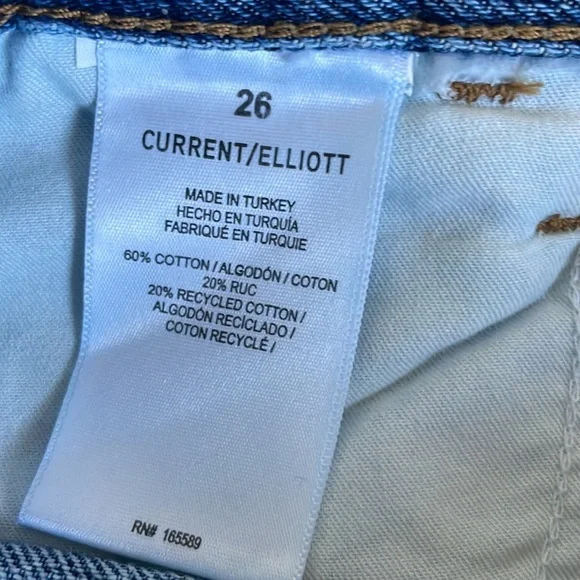 26
CURRENT/ELLIOTT
MADE IN TURKEY
HECHO EN TURQUÍA
FABRIQUÉ EN TURQUIE
60% COTTON / ALGODÓN / COTON
20% RUC
20% RECYCLED COTTON /
ALGODÓN RECÍCLADO /
COTON RECYCLÉ /
RN# 165589